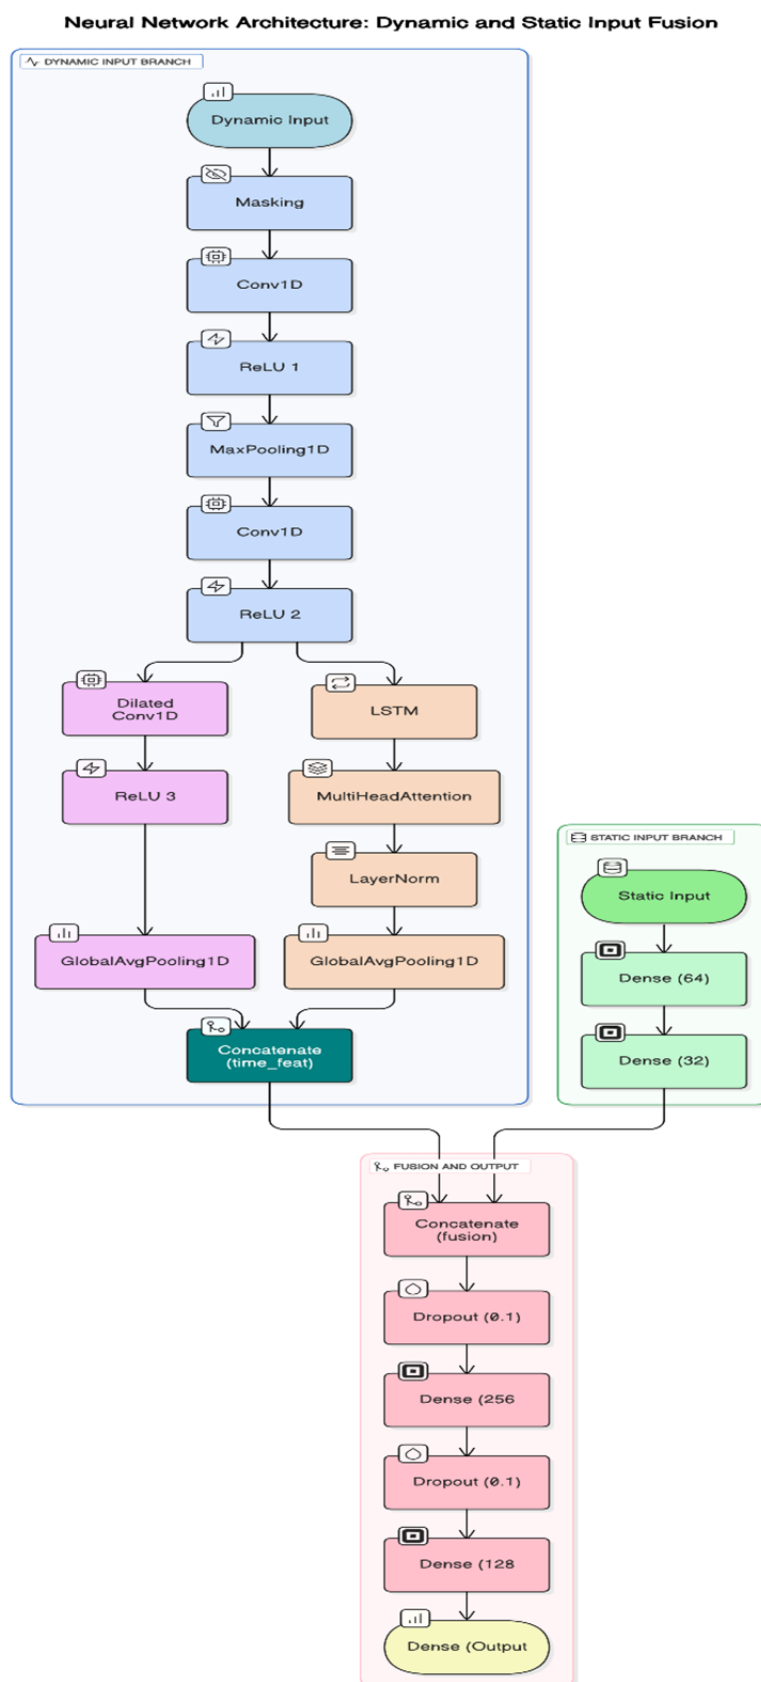 Neural Network Architecture: Dynamic and Static Input Fusion
DYNAMIC INPUT BRANCH
Dynamic Input
Masking
Conv1D
ReLU 1
MaxPooling1D
Conv1D
ReLU 2
Dilated
Conv1D
ReLU 3
GlobalAvgPooling1D
LSTM
MultiHeadAttention
LayerNorm
GlobalAvgPooling1D
Concatenate
(time_feat)
STATIC INPUT BRANCH
Static Input
Dense (64)
Dense (32)
FUSION AND OUTPUT
Concatenate
(fusion)
Dropout (0.1)
Dense (256
Dropout (0.1)
Dense (128
Dense (Output